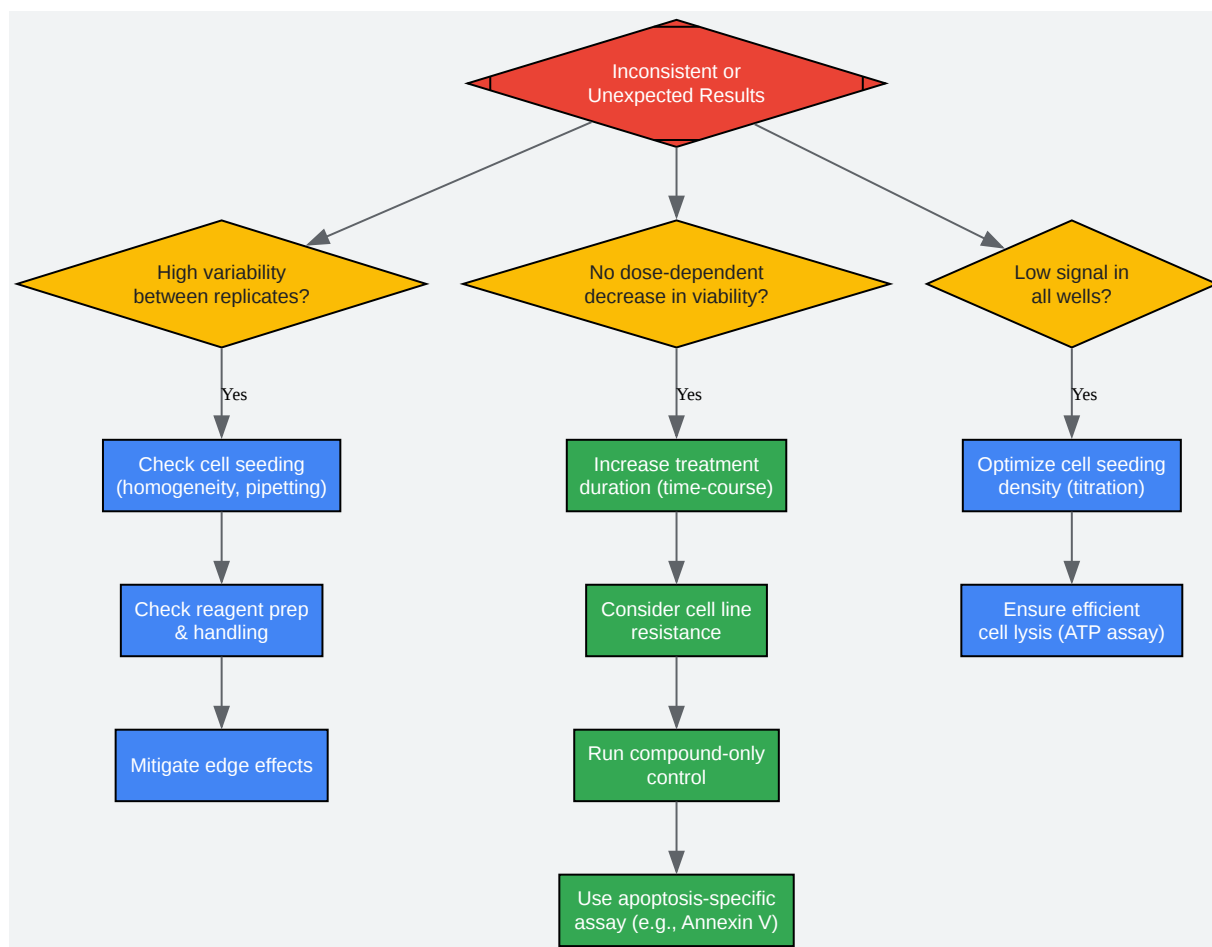 Inconsistent or
Unexpected Results
High variability
between replicates?
No dose-dependent
decrease in viability?
Low signal in
all wells?
Yes
Yes
Yes
Check cell seeding
(homogeneity, pipetting)
Increase treatment
duration (time-course)
Optimize cell seeding
density (titration)
Check reagent prep
& handling
Consider cell line
resistance
Ensure efficient
cell lysis (ATP assay)
Mitigate edge effects
Run compound-only
control
Use apoptosis-specific
assay (e.g., Annexin V)